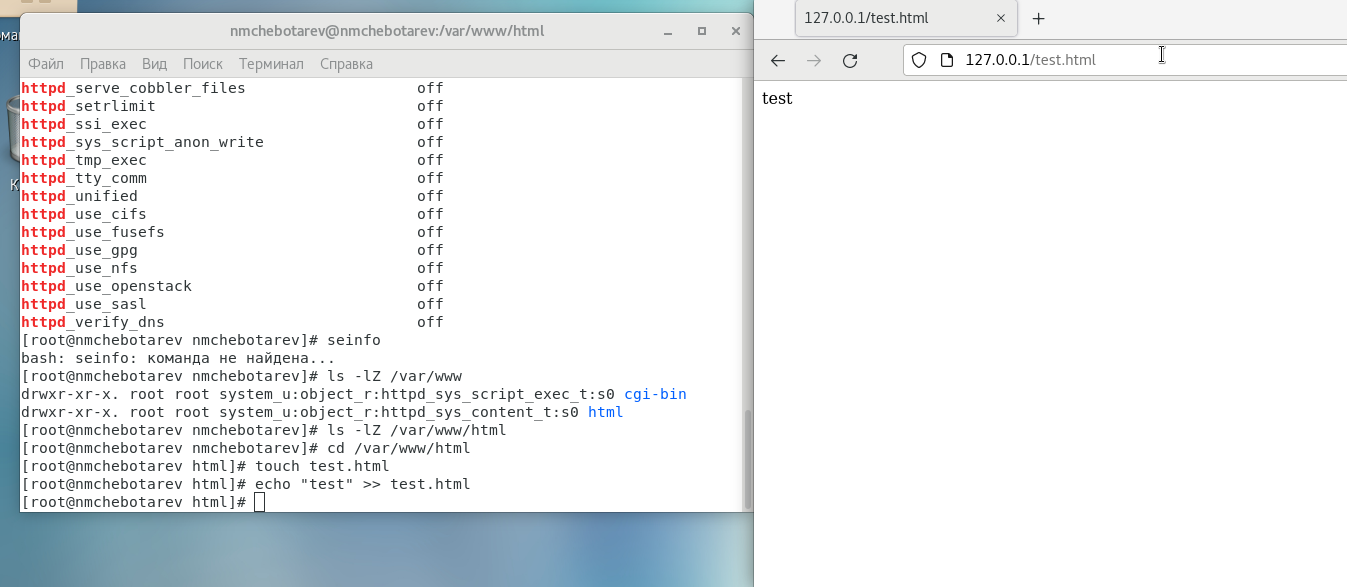 nmchebotarev@nmchebotarev:/var/www/html
Файл Правка Вид Поиск Терминал Справка
httpd_serve_cobbler_files off
httpd_setrlimit off
httpd_ssi_exec off
httpd_sys_script_anon_write off
httpd_tmp_exec off
httpd_tty_comm off
httpd_unified off
httpd_use_cifs off
httpd_use_fusefs off
httpd_use_gpg off
httpd_use_nfs off
httpd_use_openstack off
httpd_use_sasl off
httpd_verify_dns off
[root@nmchebotarev nmchebotarev]# seinfo
bash: seinfo: команда не найдена...
[root@nmchebotarev nmchebotarev]# ls -lZ /var/www
drwxr-xr-x. root root system_u:object_r:httpd_sys_script_exec_t:s0 cgi-bin
drwxr-xr-x. root root system_u:object_r:httpd_sys_content_t:s0 html
[root@nmchebotarev nmchebotarev]# ls -lZ /var/www/html
[root@nmchebotarev nmchebotarev]# cd /var/www/html
[root@nmchebotarev html]# touch test.html
[root@nmchebotarev html]# echo "test" >> test.html
[root@nmchebotarev html]#
127.0.0.1/test.html
127.0.0.1/test.html
test